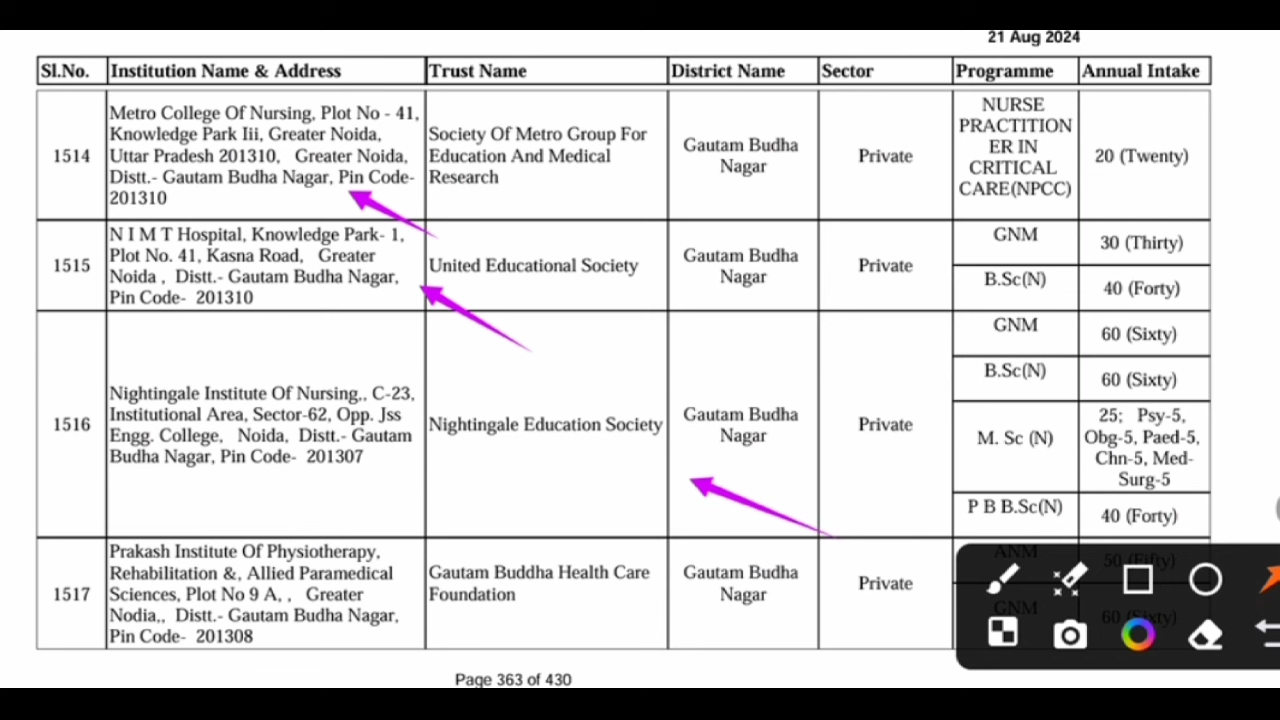 21 Aug 2024
Sl.No. Institution Name & Address Trust Name District Name Sector Programme Annual Intake
1514
Metro College Of Nursing, Plot No - 41,
Knowledge Park Iii, Greater Noida,
Uttar Pradesh 201310, Greater Noida,
Distt.- Gautam Budha Nagar, Pin Code-
201310
Society Of Metro Group For
Education And Medical
Research
Gautam Budha
Nagar
Private
NURSE
PRACTITION
ER IN
CRITICAL
CARE(NPCC)
20 (Twenty)
1515
N I M T Hospital, Knowledge Park- 1,
Plot No. 41, Kasna Road, Greater
Noida , Distt.- Gautam Budha Nagar,
Pin Code- 201310
United Educational Society
Gautam Budha
Nagar
Private
GNM
30 (Thirty)
B.Sc(N)
40 (Forty)
1516
Nightingale Institute Of Nursing,, C-23,
Institutional Area, Sector-62, Opp. Jss
Engg. College, Noida, Distt.- Gautam
Budha Nagar, Pin Code- 201307
Nightingale Education Society
Gautam Budha
Nagar
Private
GNM
60 (Sixty)
B.Sc(N)
60 (Sixty)
M. Sc (N)
25; Psy-5,
Obg-5, Paed-5,
Chn-5, Med-
Surg-5
P B B.Sc(N)
40 (Forty)
1517
Prakash Institute Of Physiotherapy,
Rehabilitation &, Allied Paramedical
Sciences, Plot No 9 A, , Greater
Nodia,, Distt.- Gautam Budha Nagar,
Pin Code- 201308
Gautam Buddha Health Care
Foundation
Gautam Budha
Nagar
Private
ANM
50 (Fifty)
GNM
60 (Sixty)
Page 363 of 430